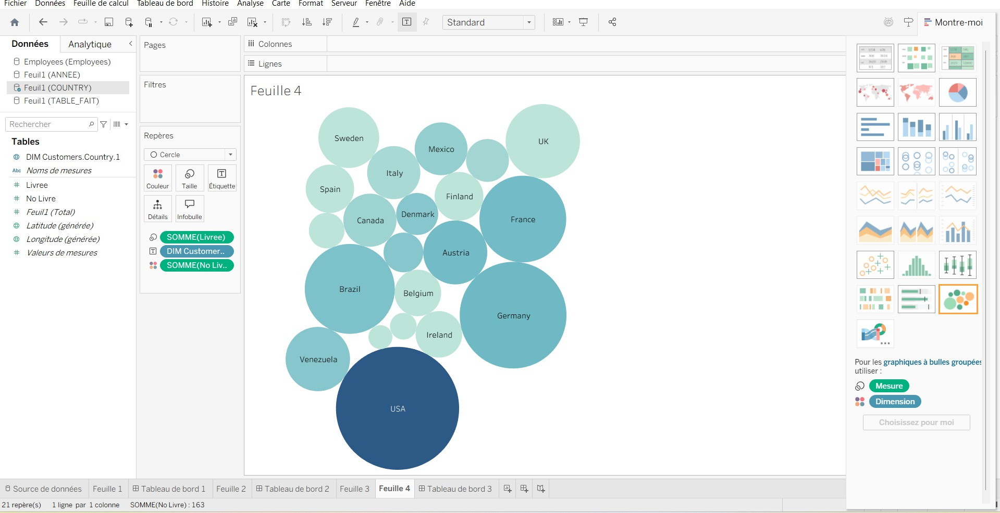 Fichier Données Feuille de calcul Tableau de bord Histoire Analyse Carte Format Serveur Fenêtre Aide
Standard
Montre-moi
Données Analytique
Employees (Employees)
Feuil1 (ANNEE)
Feuil1 (COUNTRY)
Feuil1 (TABLE_FAIT)
Rechercher
Tables
DIM Customers.Country.1
Abc Noms de mesures
Livree
No Livre
Feuil1 (Total)
Latitude (générée)
Longitude (générée)
Valeurs de mesures
Pages
Filtres
Repères
Cercle
Couleur Taille Étiquette
Détails Infobulle
SOMME(Livree)
DIM Customer..
SOMME(No Liv..
Colonnes
Lignes
Feuille 4
Sweden
Mexico
UK
Italy
Spain
Finland
Denmark
Canada
France
Austria
Brazil
Belgium
Germany
Ireland
Venezuela
USA
Pour les graphiques à bulles groupées
utiliser :
Mesure
Dimension
Choisissez pour moi
Source de données Feuille 1 Tableau de bord 1 Feuille 2 Tableau de bord 2 Feuille 3 Feuille 4 Tableau de bord 3
21 repère(s) 1 ligne par 1 colonne SOMME(No Livre) : 163